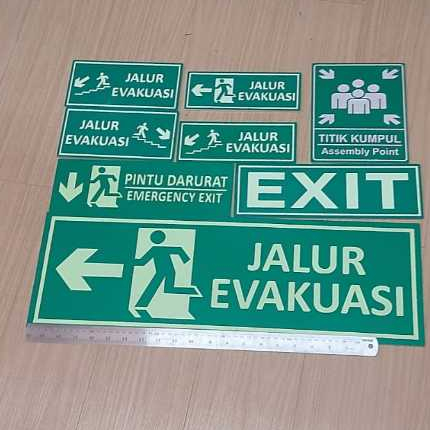 JALUR
EVAKUASI
JALUR
EVAKUASI
TITIK KUMPUL
Assembly Point
JALUR
EVAKUASI
JALUR
EVAKUASI
PINTU DARURAT
EMERGENCY EXIT
EXIT
JALUR
EVAKUASI